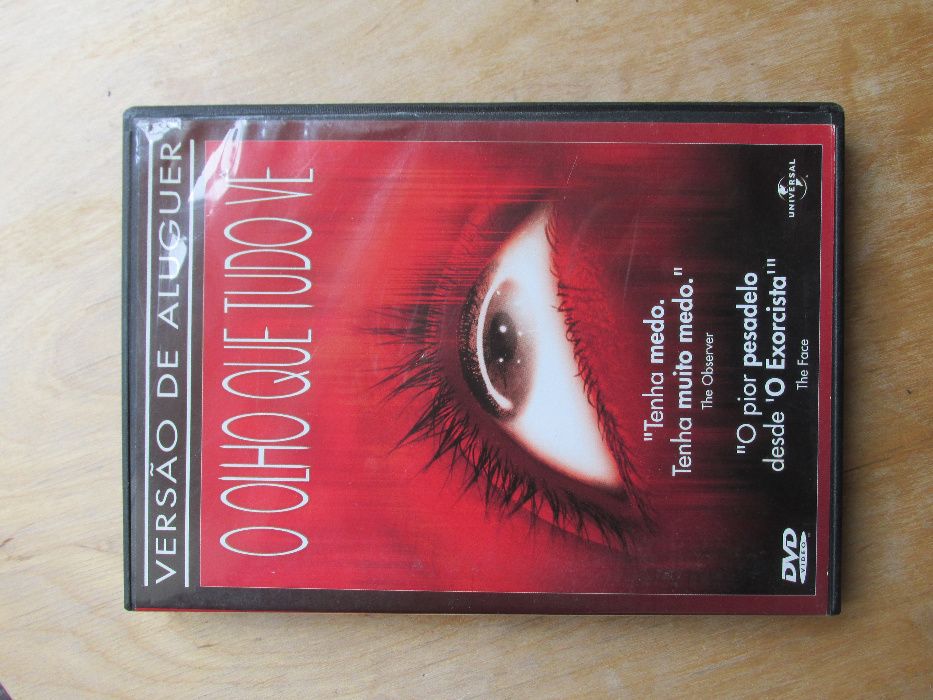 VERSÃO DE ALUGUER
O OLHO QUE TUDO VÊ
"Tenha medo.
Tenha muito medo."
The Observer
"O pior pesadelo
desde 'O Exorcista'"
The Face
DVD
VIDEO
UNIVERSAL